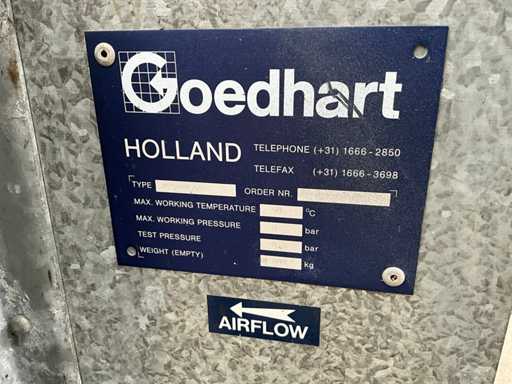 Goedhart
HOLLAND
TELEPHONE (+31) 1666 - 2850
TELEFAX (+31) 1666 - 3698
TYPE ORDER NR.
MAX. WORKING TEMPERATURE °C
MAX. WORKING PRESSURE bar
TEST PRESSURE bar
WEIGHT (EMPTY) kg
AIRFLOW